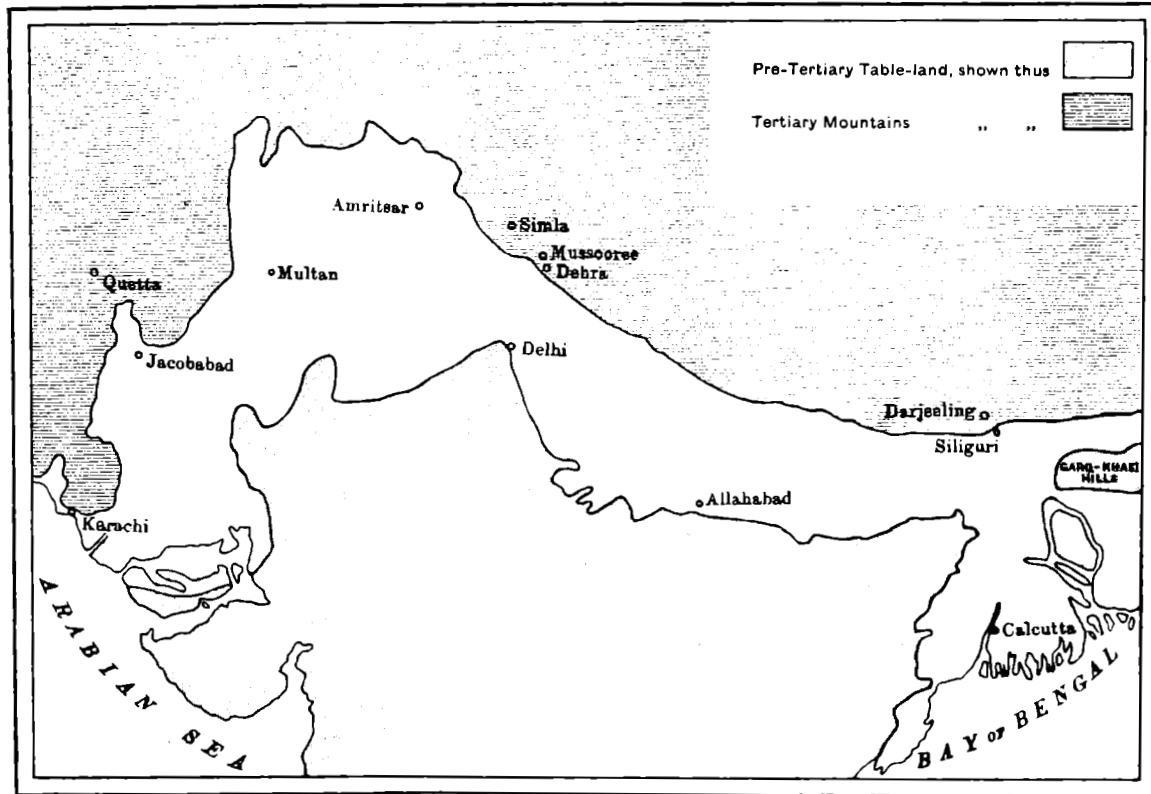 Pre-Tertiary Table-land, shown thus
Tertiary Mountains „ „
Amritsar
Simla
Mussooree
Dehra
Quetta
Multan
Delhi
Jacobabad
Darjeeling
Siliguri
GARO-KHASI
HILLS
Allahabad
Karachi
Calcutta
ARABIAN SEA
BAY OF BENGAL